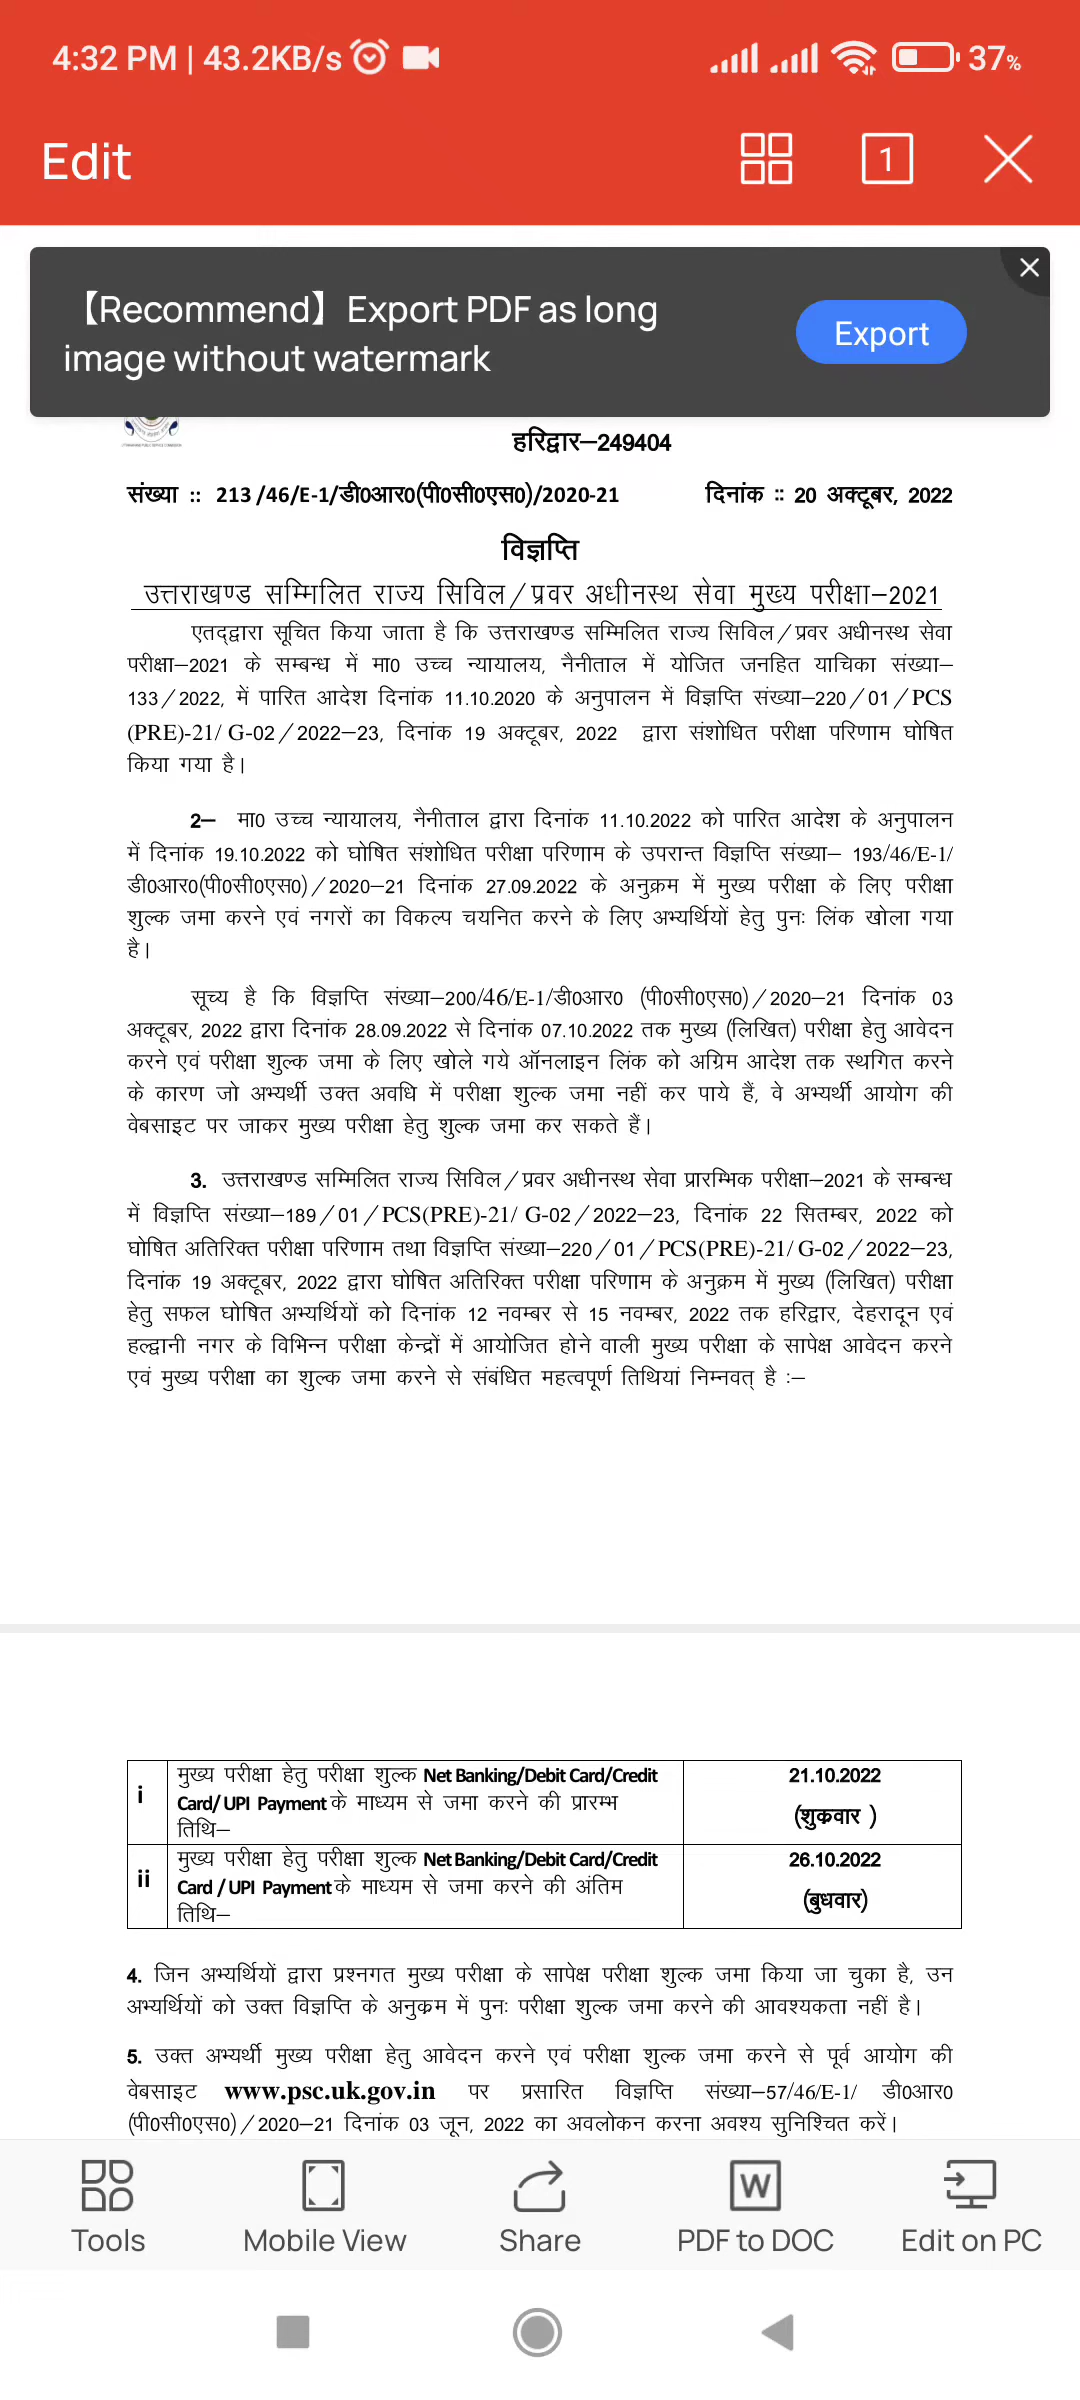 4:32 PM | 43.2KB/s
37%
Edit
1
【Recommend】Export PDF as long
image without watermark
Export
हरिद्वार–249404
संख्या :: 213 /46/E-1/डी0आर0(पी0सी0एस0)/2020-21 दिनांक :: 20 अक्टूबर, 2022
विज्ञप्ति
उत्तराखण्ड सम्मिलित राज्य सिविल/प्रवर अधीनस्थ सेवा मुख्य परीक्षा–2021
एतद्द्वारा सूचित किया जाता है कि उत्तराखण्ड सम्मिलित राज्य सिविल/प्रवर अधीनस्थ सेवा
परीक्षा–2021 के सम्बन्ध में मा0 उच्च न्यायालय, नैनीताल में योजित जनहित याचिका संख्या–
133/2022, में पारित आदेश दिनांक 11.10.2020 के अनुपालन में विज्ञप्ति संख्या–220/01/PCS
(PRE)-21/ G-02/2022–23, दिनांक 19 अक्टूबर, 2022 द्वारा संशोधित परीक्षा परिणाम घोषित
किया गया है।
2– मा0 उच्च न्यायालय, नैनीताल द्वारा दिनांक 11.10.2022 को पारित आदेश के अनुपालन
में दिनांक 19.10.2022 को घोषित संशोधित परीक्षा परिणाम के उपरान्त विज्ञप्ति संख्या– 193/46/E-1/
डी0आर0(पी0सी0एस0)/2020–21 दिनांक 27.09.2022 के अनुक्रम में मुख्य परीक्षा के लिए परीक्षा
शुल्क जमा करने एवं नगरों का विकल्प चयनित करने के लिए अभ्यर्थियों हेतु पुनः लिंक खोला गया
है।
सूच्य है कि विज्ञप्ति संख्या–200/46/E-1/डी0आर0 (पी0सी0एस0)/2020–21 दिनांक 03
अक्टूबर, 2022 द्वारा दिनांक 28.09.2022 से दिनांक 07.10.2022 तक मुख्य (लिखित) परीक्षा हेतु आवेदन
करने एवं परीक्षा शुल्क जमा के लिए खोले गये ऑनलाइन लिंक को अग्रिम आदेश तक स्थगित करने
के कारण जो अभ्यर्थी उक्त अवधि में परीक्षा शुल्क जमा नहीं कर पाये हैं, वे अभ्यर्थी आयोग की
वेबसाइट पर जाकर मुख्य परीक्षा हेतु शुल्क जमा कर सकते हैं।
3. उत्तराखण्ड सम्मिलित राज्य सिविल/प्रवर अधीनस्थ सेवा प्रारम्भिक परीक्षा–2021 के सम्बन्ध
में विज्ञप्ति संख्या–189/01/PCS(PRE)-21/ G-02/2022–23, दिनांक 22 सितम्बर, 2022 को
घोषित अतिरिक्त परीक्षा परिणाम तथा विज्ञप्ति संख्या–220/01/PCS(PRE)-21/ G-02/2022–23,
दिनांक 19 अक्टूबर, 2022 द्वारा घोषित अतिरिक्त परीक्षा परिणाम के अनुक्रम में मुख्य (लिखित) परीक्षा
हेतु सफल घोषित अभ्यर्थियों को दिनांक 12 नवम्बर से 15 नवम्बर, 2022 तक हरिद्वार, देहरादून एवं
हल्द्वानी नगर के विभिन्न परीक्षा केन्द्रों में आयोजित होने वाली मुख्य परीक्षा के सापेक्ष आवेदन करने
एवं मुख्य परीक्षा का शुल्क जमा करने से संबंधित महत्वपूर्ण तिथियां निम्नवत् है :–
i मुख्य परीक्षा हेतु परीक्षा शुल्क Net Banking/Debit Card/Credit 21.10.2022
Card/ UPI Payment के माध्यम से जमा करने की प्रारम्भ (शुक्रवार )
तिथि–
ii मुख्य परीक्षा हेतु परीक्षा शुल्क Net Banking/Debit Card/Credit 26.10.2022
Card / UPI Payment के माध्यम से जमा करने की अंतिम (बुधवार)
तिथि–
4. जिन अभ्यर्थियों द्वारा प्रश्नगत मुख्य परीक्षा के सापेक्ष परीक्षा शुल्क जमा किया जा चुका है, उन
अभ्यर्थियों को उक्त विज्ञप्ति के अनुक्रम में पुनः परीक्षा शुल्क जमा करने की आवश्यकता नहीं है।
5. उक्त अभ्यर्थी मुख्य परीक्षा हेतु आवेदन करने एवं परीक्षा शुल्क जमा करने से पूर्व आयोग की
वेबसाइट www.psc.uk.gov.in पर प्रसारित विज्ञप्ति संख्या–57/46/E-1/ डी0आर0
(पी0सी0एस0)/2020–21 दिनांक 03 जून, 2022 का अवलोकन करना अवश्य सुनिश्चित करें।
Tools Mobile View Share PDF to DOC Edit on PC